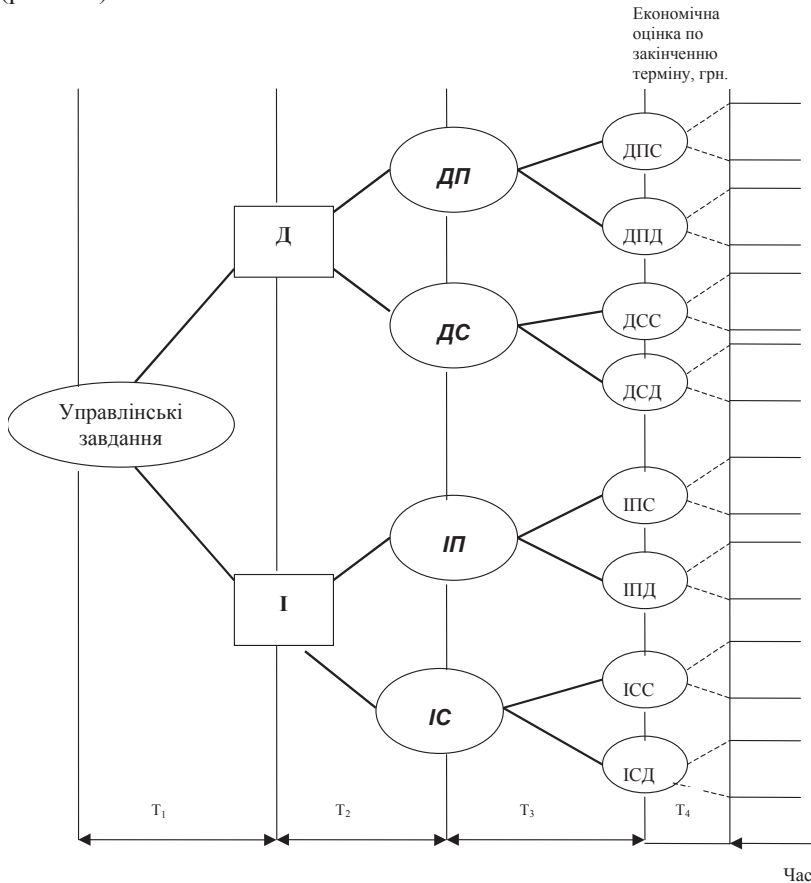 Економічна
оцінка по
закінченню
терміну, грн.
ДПС
ДП
ДПД
Д
ДСС
ДС
ДСД
Управлінські
завдання
ІПС
ІП
ІПД
І
ІСС
ІС
ІСД
Т1 Т2 Т3 Т4
Час